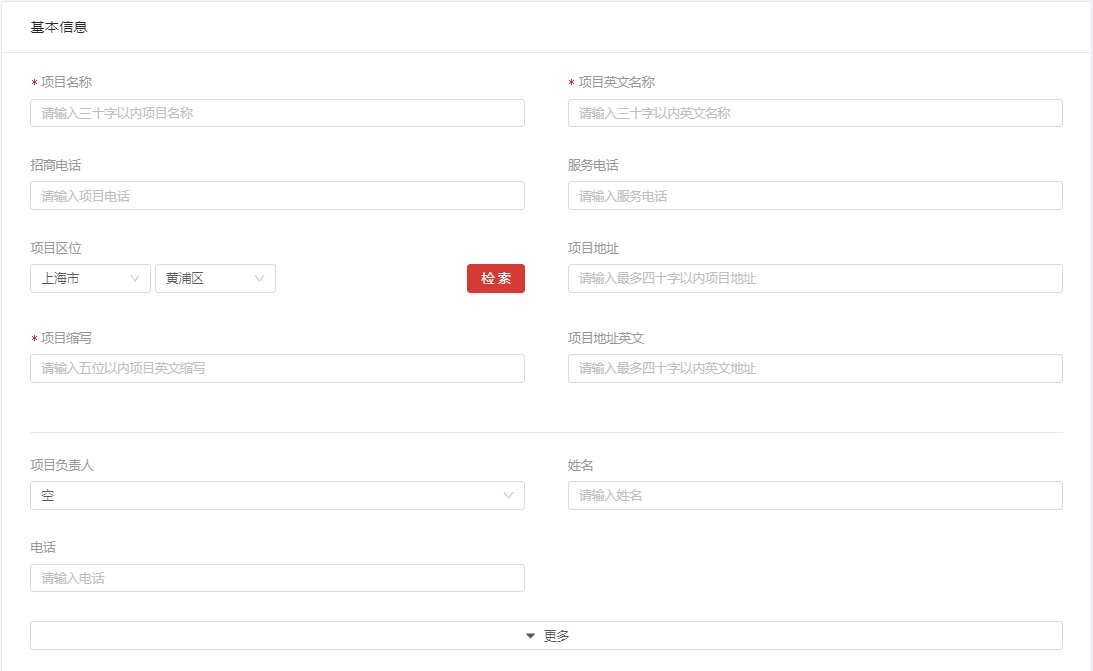 基本信息
* 项目名称
* 项目英文名称
请输入三十字以内项目名称
请输入三十字以内英文名称
招商电话
服务电话
请输入项目电话
请输入服务电话
项目区位
项目地址
上海市 黄浦区 检 索
请输入最多四十字以内项目地址
* 项目缩写
项目地址英文
请输入五位以内项目英文缩写
请输入最多四十字以内英文地址
项目负责人
姓名
空
请输入姓名
电话
请输入电话
更多